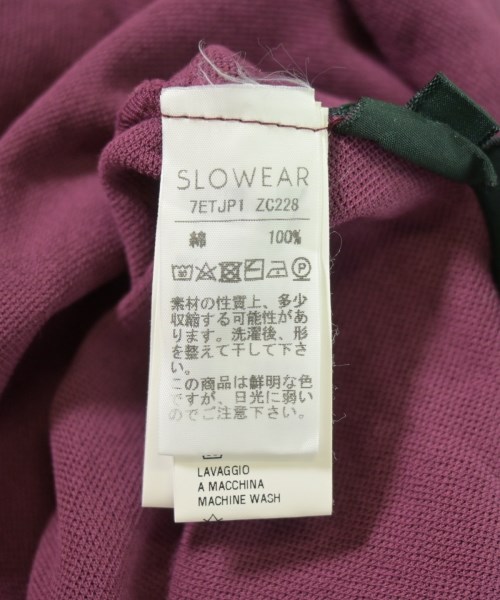 SLOWEAR
7ETJP1 ZC228
綿 100%
素材の性質上、多少
収縮する可能性があ
ります。洗濯後、形
を整えて干して下さ
い。
この商品は鮮明な色
ですが、日光に弱い
のでご注意下さい。
LAVAGGIO
A MACCHINA
MACHINE WASH